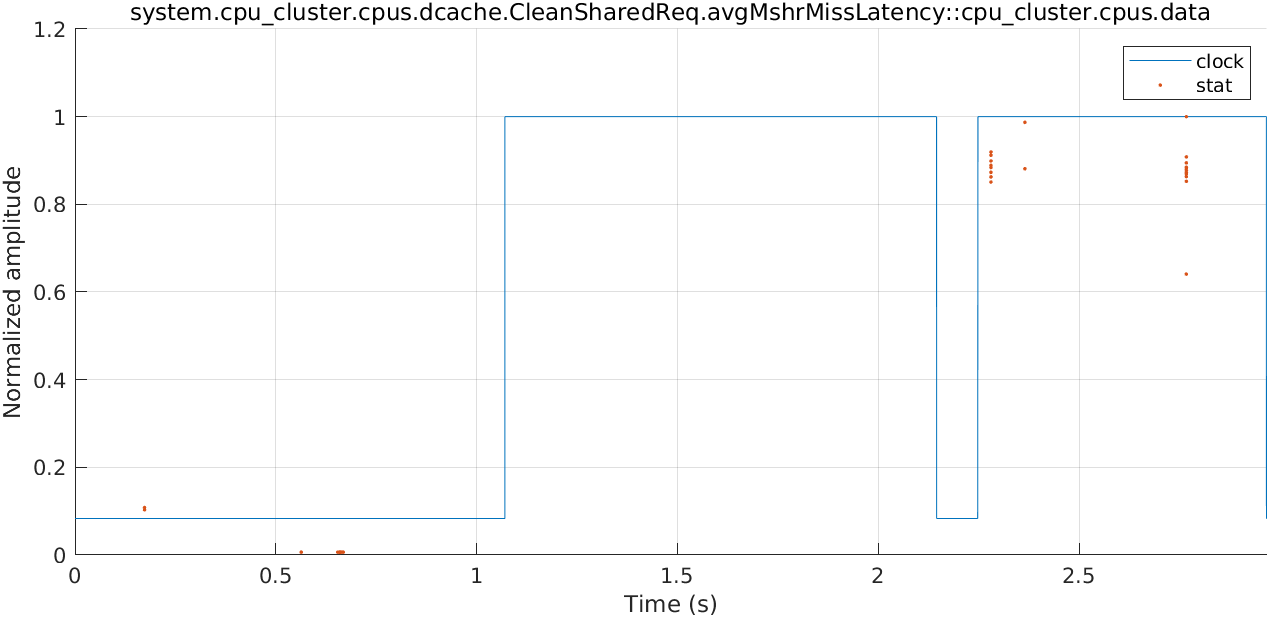 system.cpu_cluster.cpus.dcache.CleanSharedReq.avgMshrMissLatency::cpu_cluster.cpus.data
1.2
1
0.8
0.6
0.4
0.2
0
Normalized amplitude
clock
stat
0 0.5 1 1.5 2 2.5
Time (s)